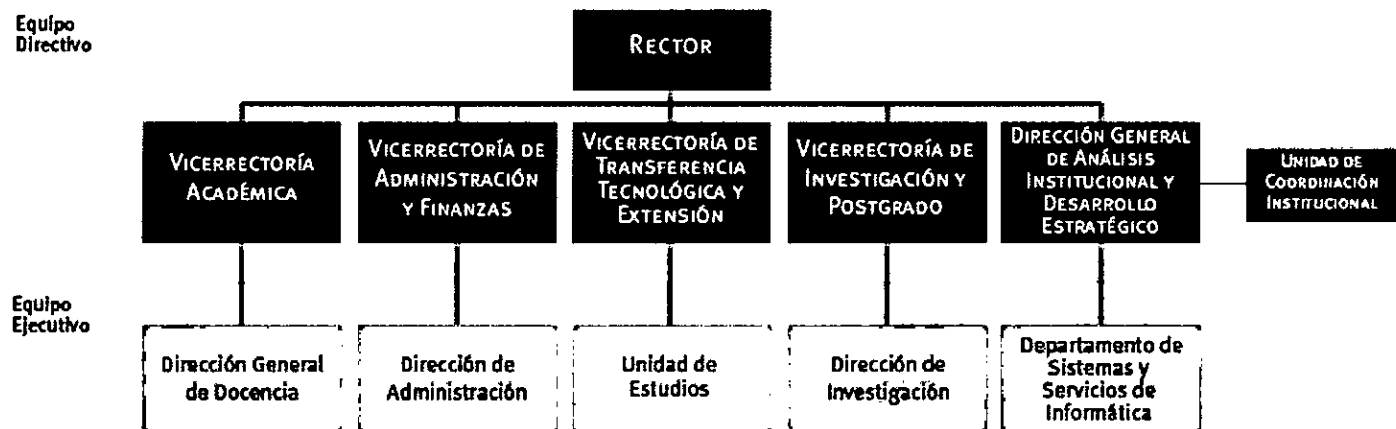 Equipo
Directivo
RECTOR
VICERRECTORÍA
ACADÉMICA
VICERRECTORÍA DE
ADMINISTRACIÓN
Y FINANZAS
VICERRECTORÍA DE
TRANSFERENCIA
TECNOLÓGICA Y
EXTENSIÓN
VICERRECTORÍA DE
INVESTIGACIÓN Y
POSTGRADO
DIRECCIÓN GENERAL
DE ANÁLISIS
INSTITUCIONAL Y
DESARROLLO
ESTRATÉGICO
UNIDAD DE
COORDINACIÓN
INSTITUCIONAL
Equipo
Ejecutivo
Dirección General
de Docencia
Dirección de
Administración
Unidad de
Estudios
Dirección de
Investigación
Departamento de
Sistemas y
Servicios de
Informática